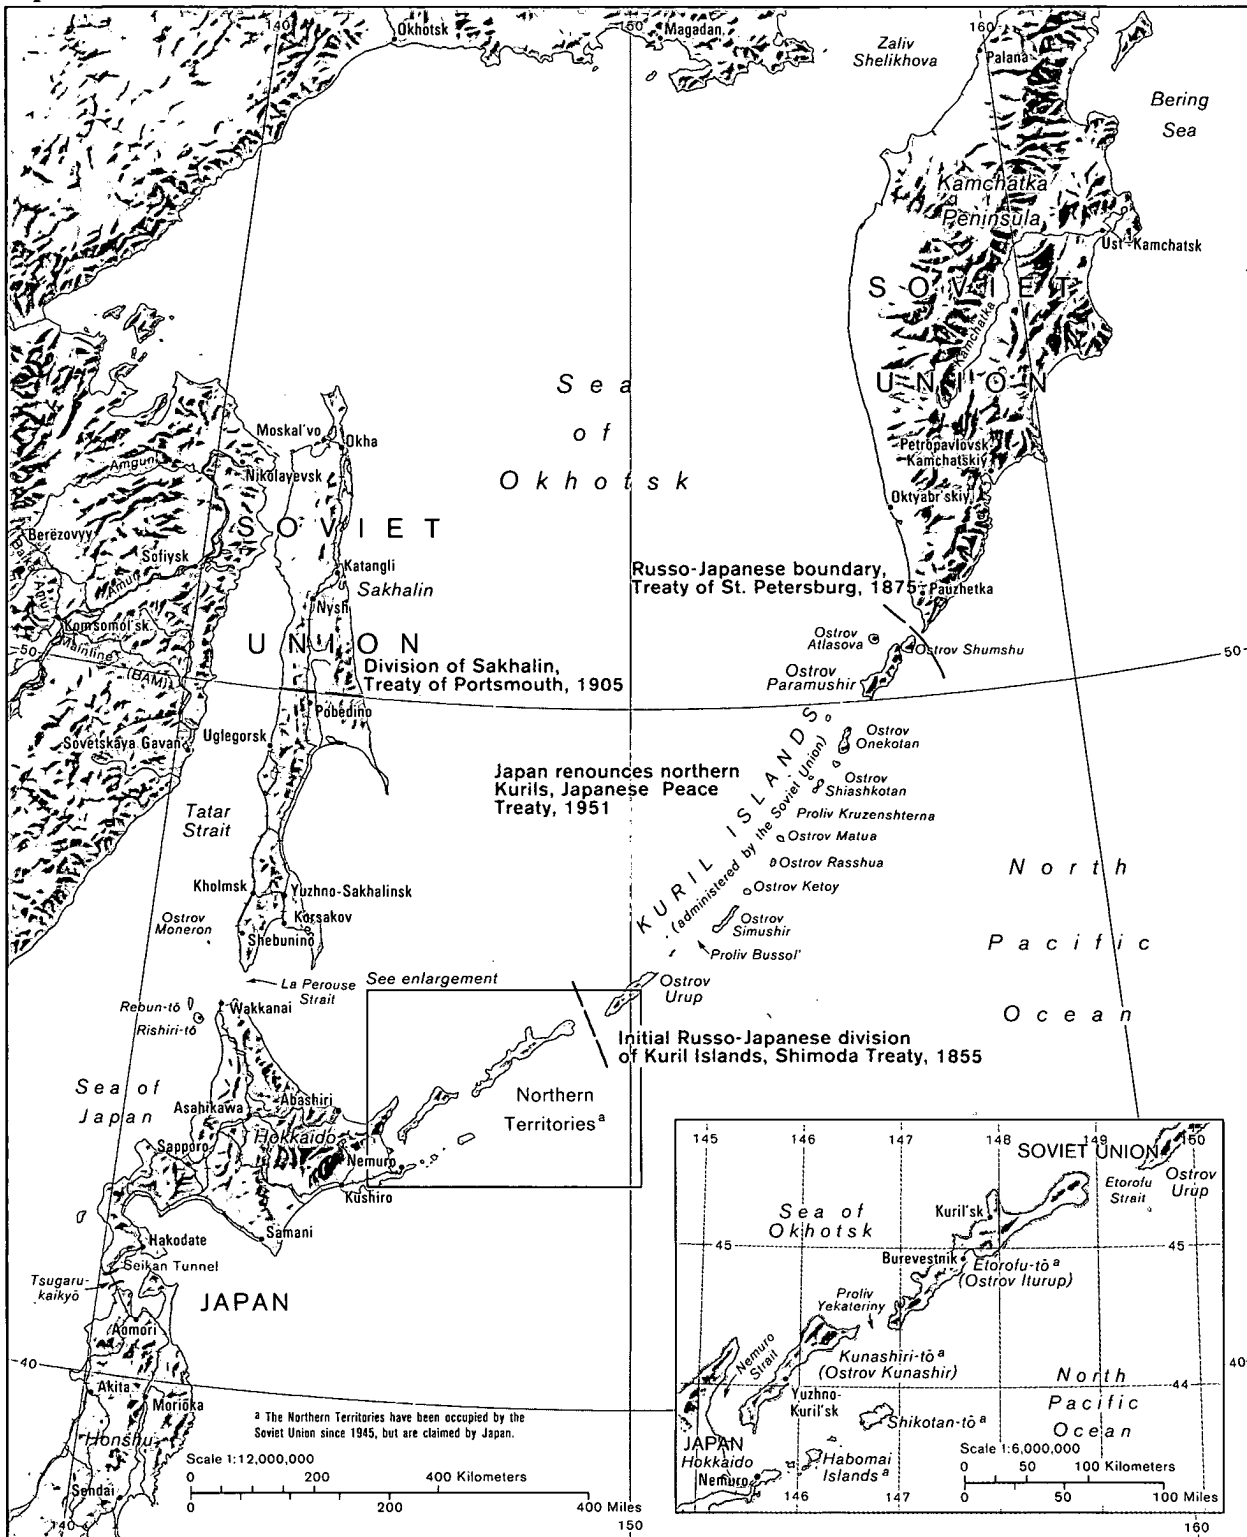 140
Okhotsk
150
Magadan
Zaliv
Shelikhova
160
Palana
Bering
Sea
Kamchatka
Peninsula
Ust'-Kamchatsk
SOVIET
Kamchatka
UNION
Sea
of
Okhotsk
Moskal'vo
Okha
Amgun'
Nikolayevsk
Petropavlovsk-
Kamchatskiy
Oktyabr'skiy
SOVIET
Berëzovyy
Sofiysk
Amur
Katangli
Sakhalin
Nysh
Russo-Japanese boundary,
Treaty of St. Petersburg, 1875
Pauzhetka
Komsomol'sk
UNION
Ostrov
Atlasova
Ostrov Shumshu
50
Mainline
(BAM)
Division of Sakhalin,
Treaty of Portsmouth, 1905
Ostrov
Paramushir
50
Pobedino
Sovetskaya Gavan'
Uglegorsk
Ostrov
Onekotan
Japan renounces northern
Kurils, Japanese Peace
Treaty, 1951
KURIL ISLANDS
(administered by the Soviet Union)
Ostrov
Shiashkotan
Tatar
Strait
Proliv Kruzenshterna
Ostrov Matua
Ostrov Rasshua
North
Pacific
Ocean
Kholmsk
Yuzhno-Sakhalinsk
Ostrov Ketoy
Ostrov
Moneron
Korsakov
Shebunino
Ostrov
Simushir
Proliv Bussol'
La Perouse
Strait
See enlargement
Ostrov
Urup
Rebun-tō
Wakkanai
Rishiri-tō
Initial Russo-Japanese division
of Kuril Islands, Shimoda Treaty, 1855
Sea of
Japan
Asahikawa
Abashiri
Northern
Territories a
Hokkaido
Sapporo
Nemuro
Kushiro
Samani
Hakodate
Seikan Tunnel
Tsugaru-
kaikyō
JAPAN
Aomori
40
Akita
Morioka
Honshu
Sendai
140
a The Northern Territories have been occupied by the
Soviet Union since 1945, but are claimed by Japan.
Scale 1:12,000,000
0 200 400 Kilometers
0 200 400 Miles
150
145 146 147 148 149 150
SOVIET UNION
Etorofu
Strait
Ostrov
Urup
Sea of
Okhotsk
Kuril'sk
45
45
Burevestnik
Etorofu-tō a
(Ostrov Iturup)
Proliv
Yekateriny
Nemuro
Strait
Kunashiri-tō a
(Ostrov Kunashir)
40
44
Yuzhno-
Kuril'sk
Shikotan-tō a
North
Pacific
Ocean
JAPAN
Hokkaido
Nemuro
Habomai
Islands a
Scale 1:6,000,000
0 50 100 Kilometers
0 50 100 Miles
146 147
160